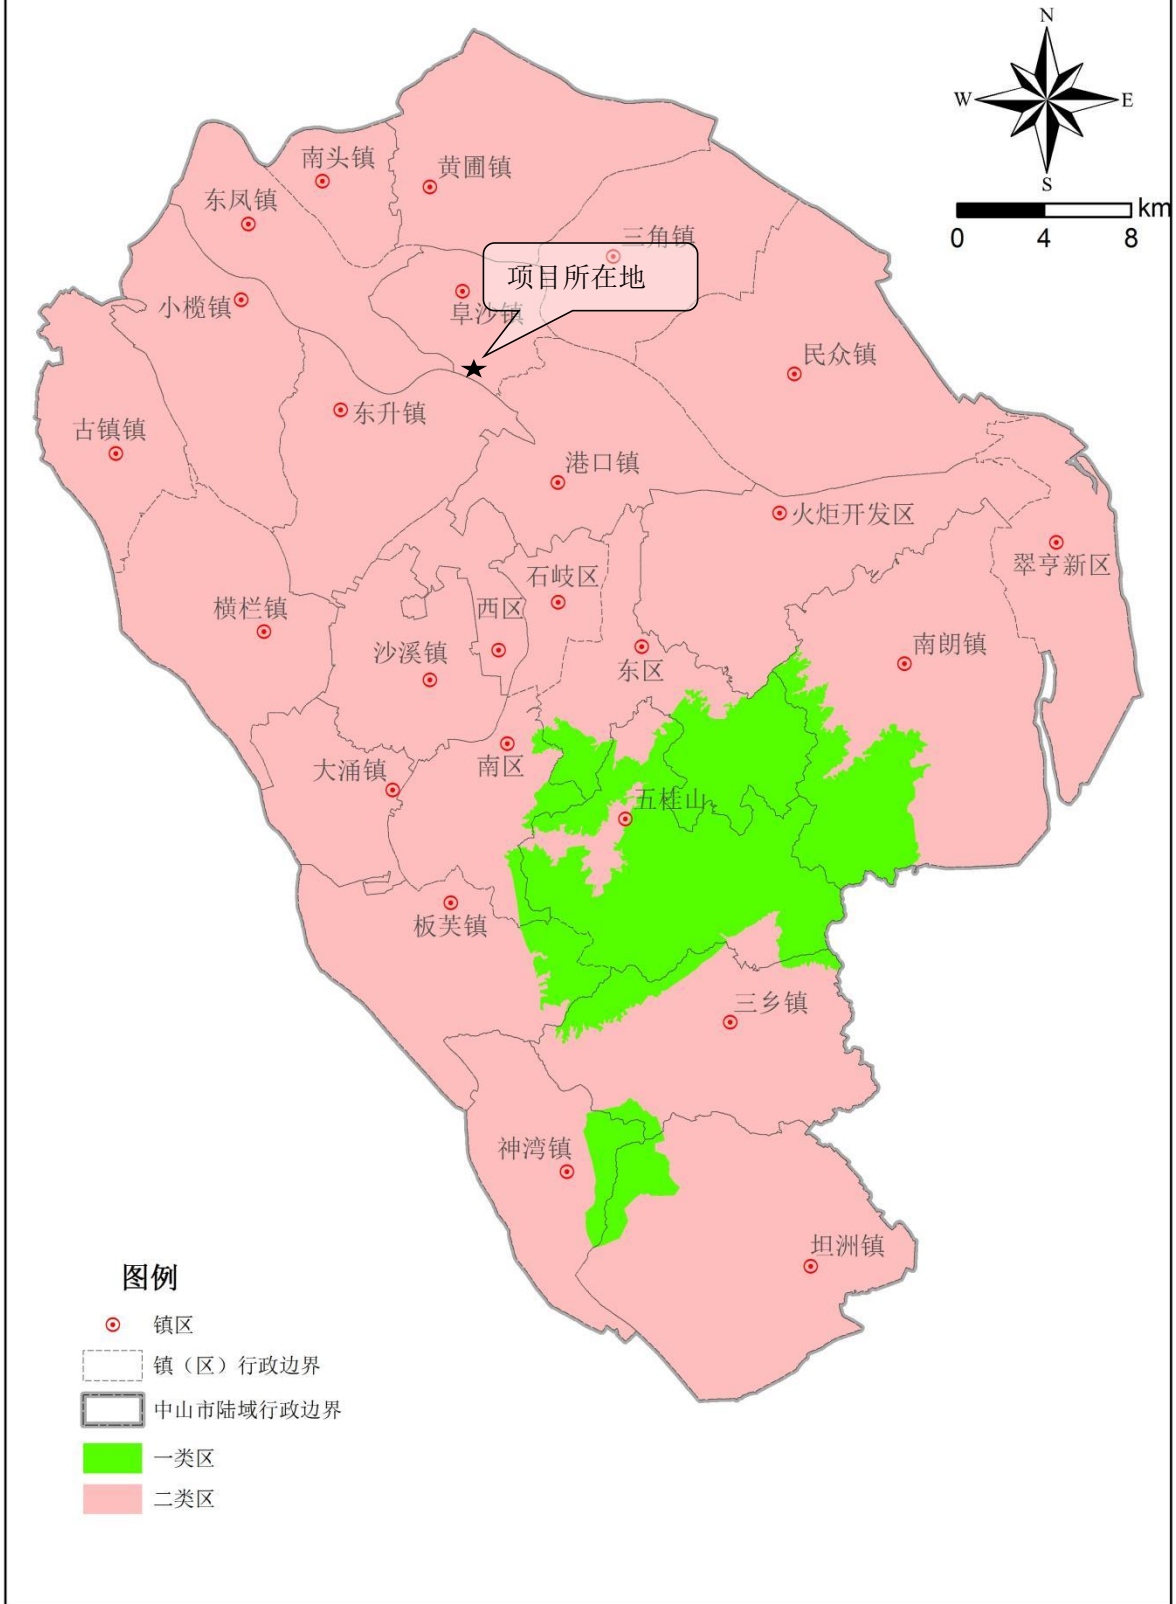 N
W
E
S
km
0
4
8
南头镇
黄圃镇
东凤镇
三角镇
项目所在地
小榄镇
阜沙镇
民众镇
东升镇
古镇镇
港口镇
火炬开发区
翠亨新区
石岐区
西区
横栏镇
沙溪镇
东区
南朗镇
南区
大涌镇
五桂山
板芙镇
三乡镇
神湾镇
坦洲镇
图例
镇区
镇（区）行政边界
中山市陆域行政边界
一类区
二类区